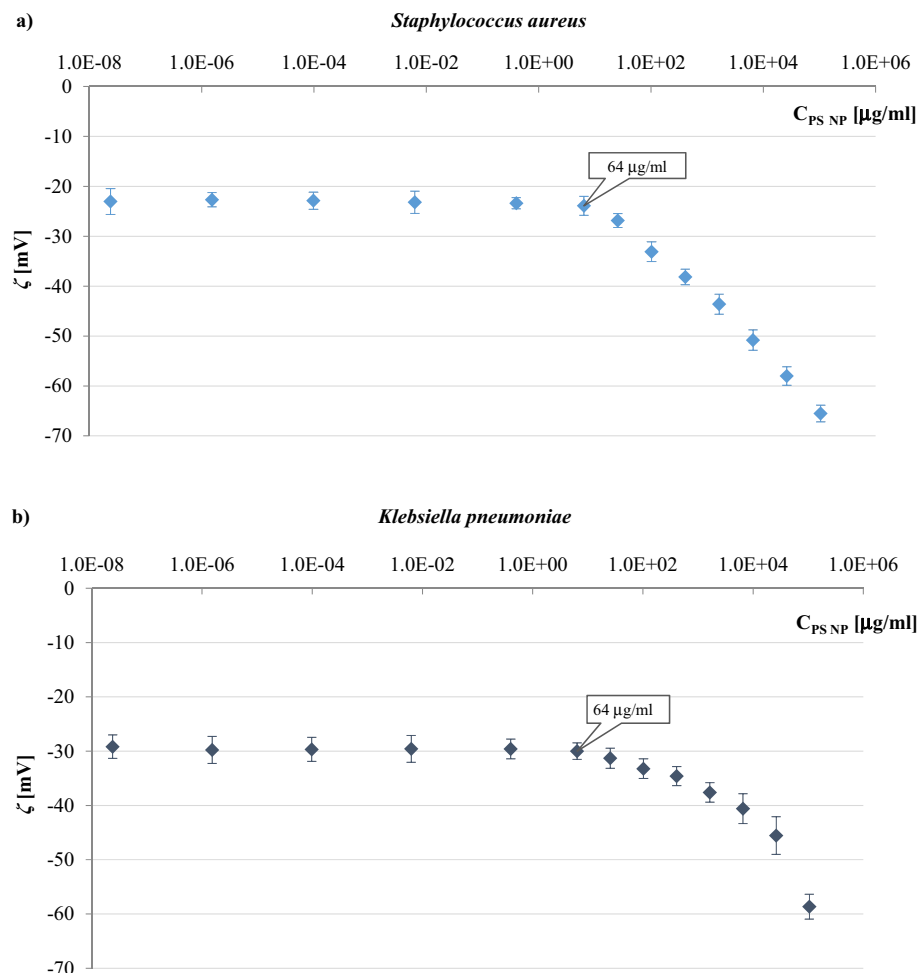 a)
Staphylococcus aureus
1.0E-08 1.0E-06 1.0E-04 1.0E-02 1.0E+00 1.0E+02 1.0E+04 1.0E+06
0
C_PS NP [µg/ml]
-10
64 µg/ml
-20
-30
ζ [mV]
-40
-50
-60
-70
b)
Klebsiella pneumoniae
1.0E-08 1.0E-06 1.0E-04 1.0E-02 1.0E+00 1.0E+02 1.0E+04 1.0E+06
0
C_PS NP [µg/ml]
-10
-20
64 µg/ml
-30
ζ [mV]
-40
-50
-60
-70